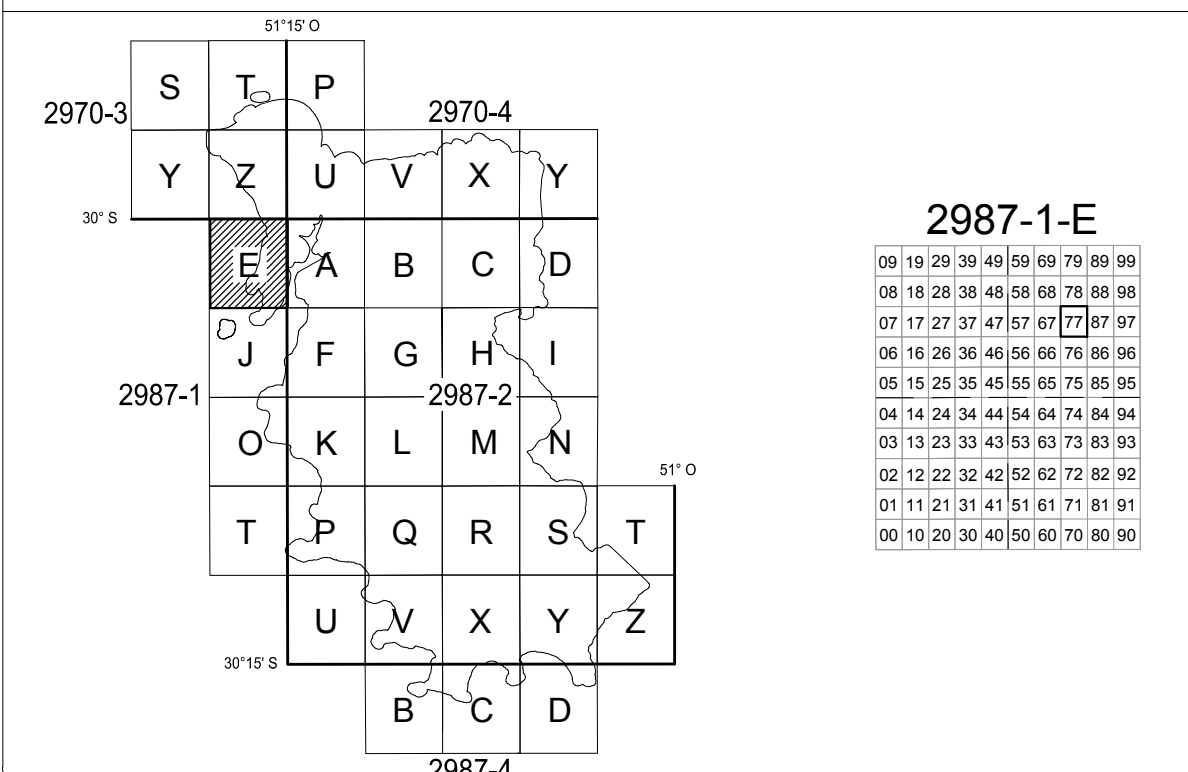 51°15' O
S T P
2970-3 2970-4
Y Z U V X Y
30° S
E A B C D
J F G H I
2987-1 2987-2
O K L M N
51° O
T P Q R S T
U V X Y Z
30°15' S
B C D
2987-4
2987-1-E
09 19 29 39 49 59 69 79 89 99
08 18 28 38 48 58 68 78 88 98
07 17 27 37 47 57 67 77 87 97
06 16 26 36 46 56 66 76 86 96
05 15 25 35 45 55 65 75 85 95
04 14 24 34 44 54 64 74 84 94
03 13 23 33 43 53 63 73 83 93
02 12 22 32 42 52 62 72 82 92
01 11 21 31 41 51 61 71 81 91
00 10 20 30 40 50 60 70 80 90